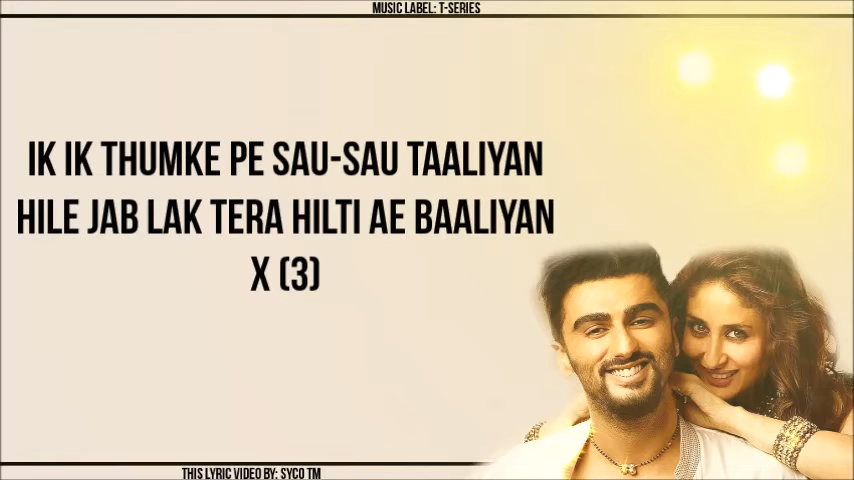 MUSIC LABEL: T-SERIES
IK IK THUMKE PE SAU-SAU TAALIYAN
HILE JAB LAK TERA HILTI AE BAALIYAN
X (3)
THIS LYRIC VIDEO BY: SYCO TM